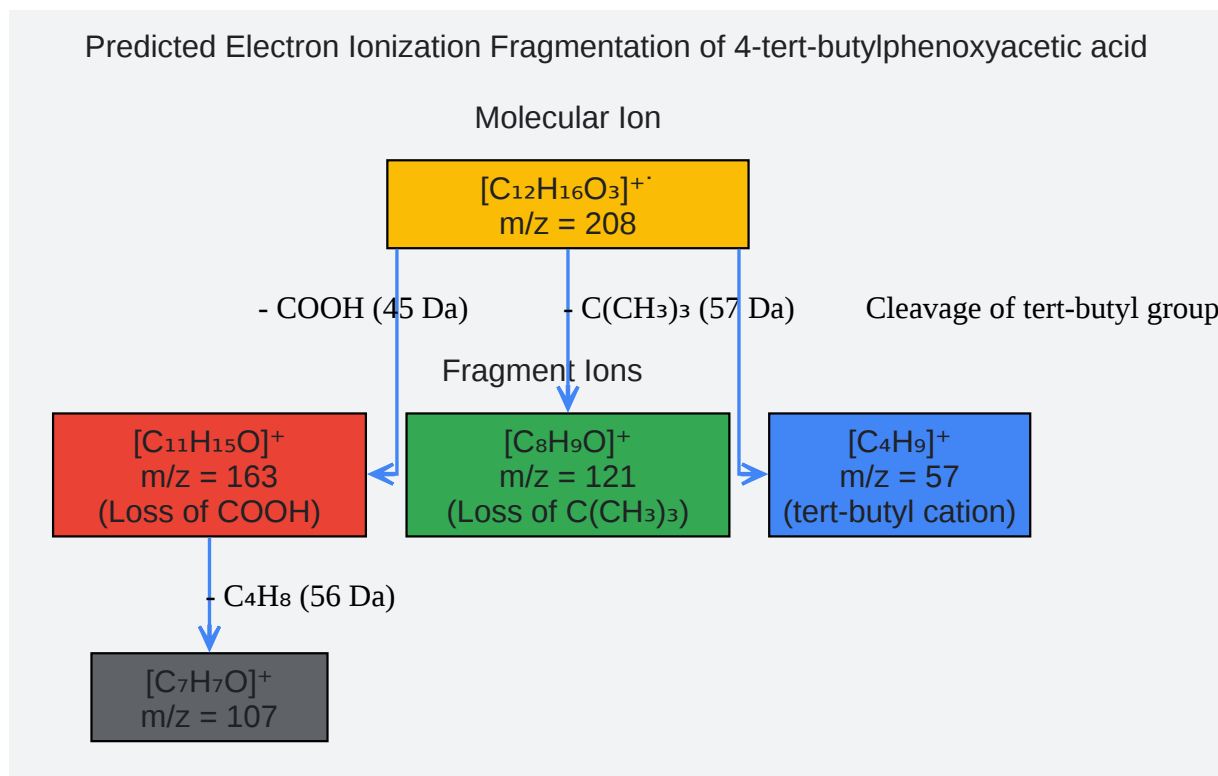 Predicted Electron Ionization Fragmentation of 4-tert-butylphenoxyacetic acid
Molecular Ion
[C₁₂H₁₆O₃]⁺˙
m/z = 208
- COOH (45 Da)
- C(CH₃)₃ (57 Da)
Cleavage of tert-butyl group
Fragment Ions
[C₁₁H₁₅O]⁺
m/z = 163
(Loss of COOH)
[C₈H₉O]⁺
m/z = 121
(Loss of C(CH₃)₃)
[C₄H₉]⁺
m/z = 57
(tert-butyl cation)
- C₄H₈ (56 Da)
[C₇H₇O]⁺
m/z = 107